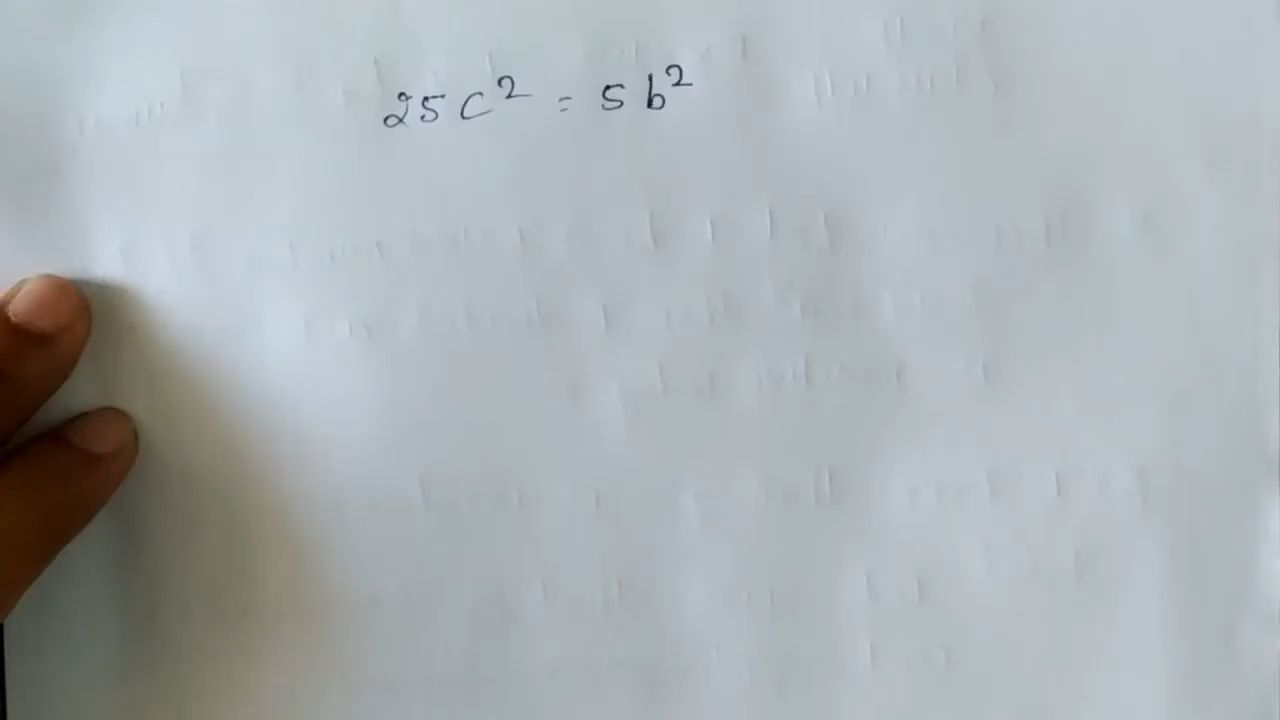 25c² = 5b²